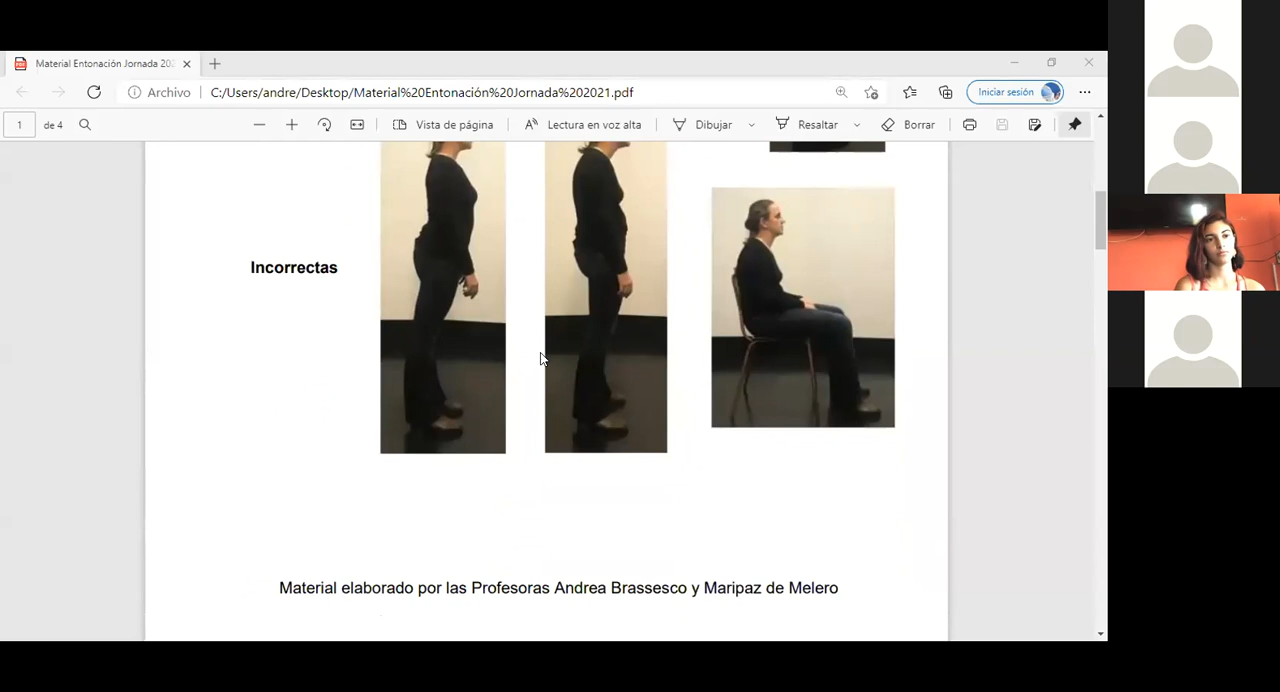 Material Entonación Jornada 202
Archivo
C:/Users/andre/Desktop/Material%20Entonación%20Jornada%202021.pdf
Iniciar sesión
1 de 4
Vista de página
Lectura en voz alta
Dibujar
Resaltar
Borrar
Incorrectas
Material elaborado por las Profesoras Andrea Brassesco y Maripaz de Melero